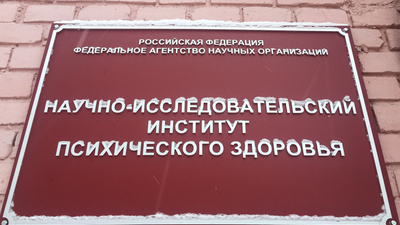 РОССИЙСКАЯ ФЕДЕРАЦИЯ
ФЕДЕРАЛЬНОЕ АГЕНТСТВО НАУЧНЫХ ОРГАНИЗАЦИЙ
НАУЧНО-ИССЛЕДОВАТЕЛЬСКИЙ
ИНСТИТУТ
ПСИХИЧЕСКОГО ЗДОРОВЬЯ